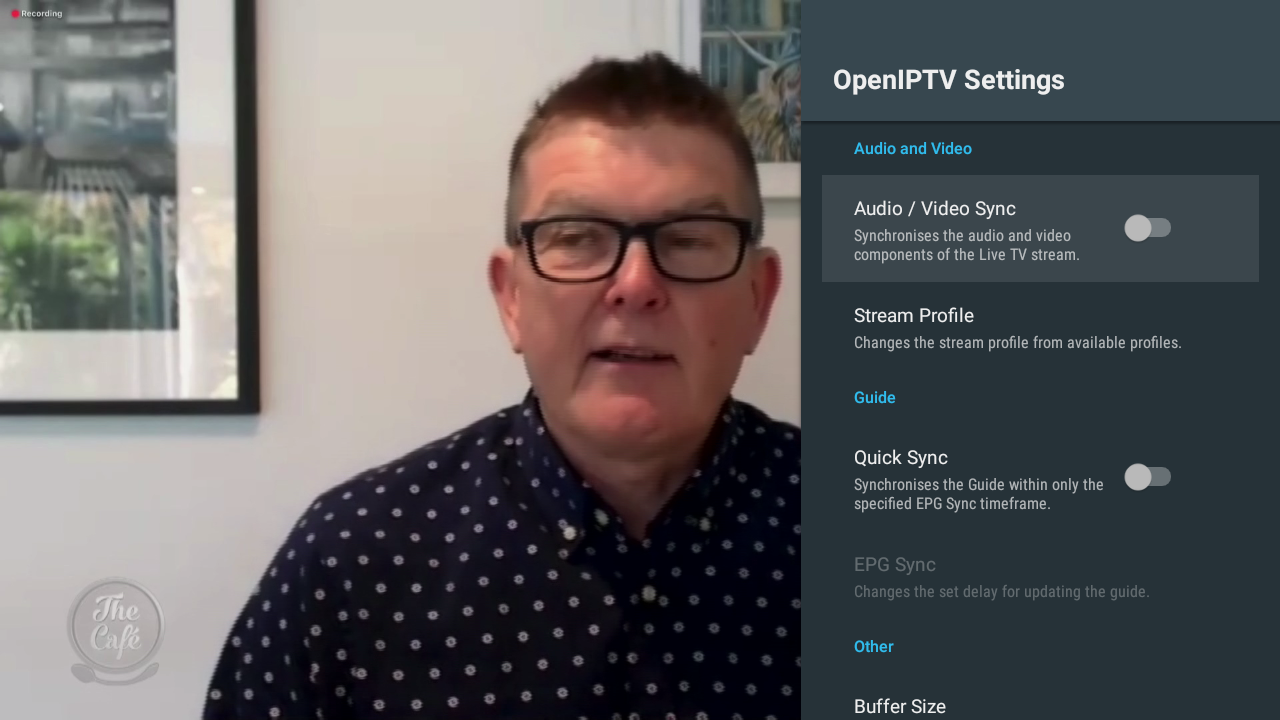 Recording
OpenIPTV Settings
Audio and Video
Audio / Video Sync
Synchronises the audio and video
components of the Live TV stream.
Stream Profile
Changes the stream profile from available profiles.
Guide
Quick Sync
Synchronises the Guide within only the
specified EPG Sync timeframe.
EPG Sync
Changes the set delay for updating the guide.
Other
Buffer Size
The
Café